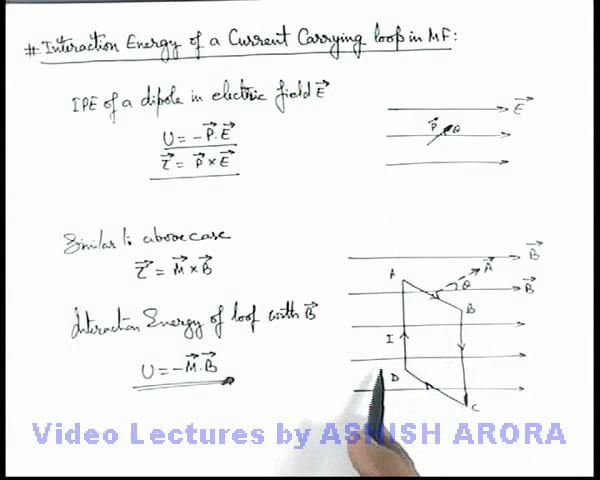 # Interaction Energy of a Current Carrying loop in MF:
IPE of a dipole in electric field E⃗
U = -P⃗.E⃗
τ⃗ = P⃗ × E⃗
E⃗
P⃗ θ
Similar to above case
τ⃗ = M⃗ × B⃗
Interaction Energy of loop with B⃗
U = -M⃗.B⃗
B⃗
A A⃗
θ B⃗
B
I
D
C
Video Lectures by ASHISH ARORA